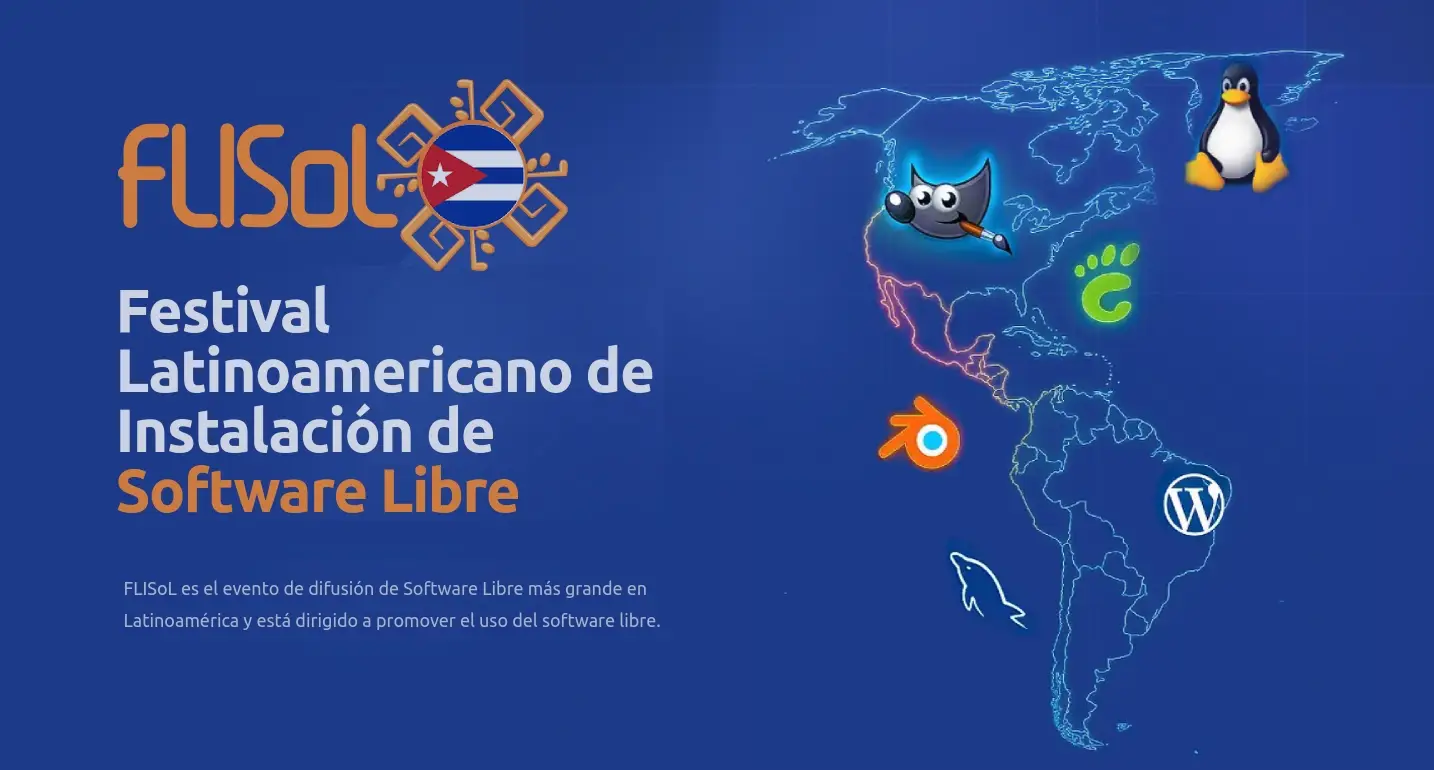 FLISoL
Festival
Latinoamericano de
Instalación de
Software Libre
FLISoL es el evento de difusión de Software Libre más grande en
Latinoamérica y está dirigido a promover el uso del software libre.
W